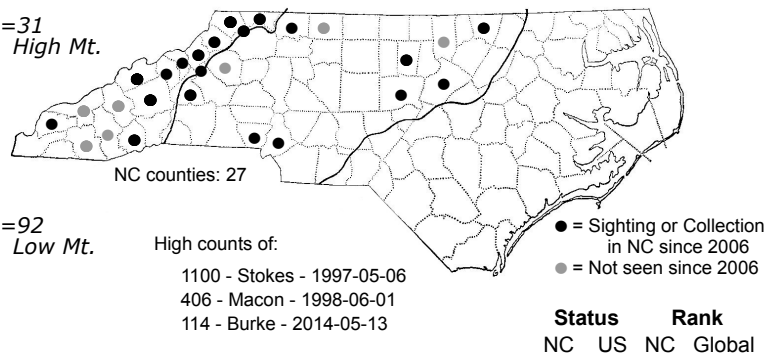 =31
High Mt.
NC counties: 27
=92
Low Mt.
High counts of:
1100 - Stokes - 1997-05-06
406 - Macon - 1998-06-01
114 - Burke - 2014-05-13
= Sighting or Collection
in NC since 2006
= Not seen since 2006
Status Rank
NC US NC Global